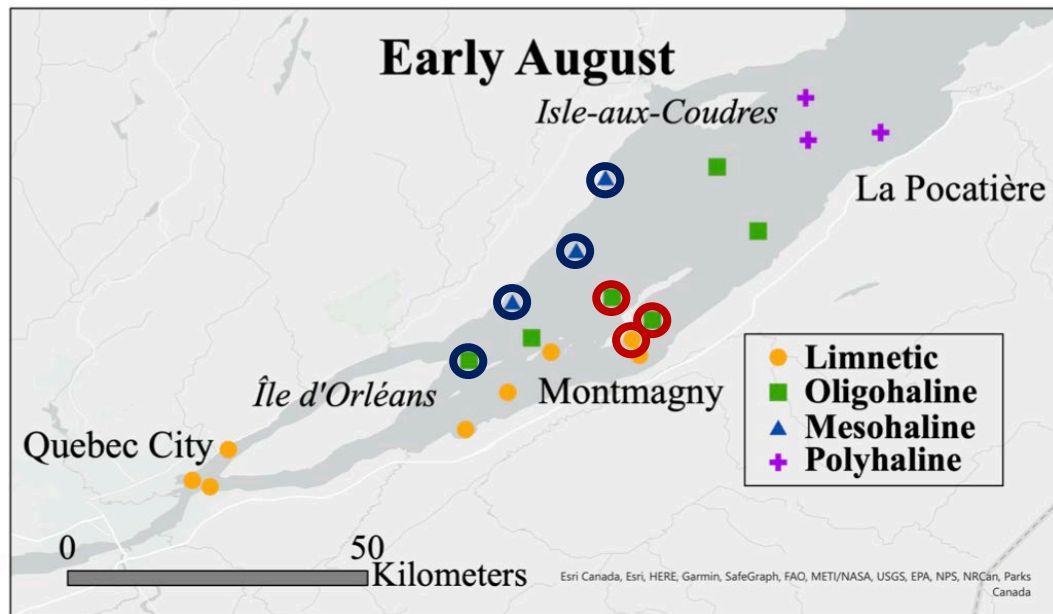 Early August
Isle-aux-Coudres
La Pocatière
Île d'Orléans
Montmagny
Quebec City
Limnetic
Oligohaline
Mesohaline
Polyhaline
0 50
Kilometers
Esri Canada, Esri, HERE, Garmin, SafeGraph, FAO, METI/NASA, USGS, EPA, NPS, NRCan, Parks
Canada